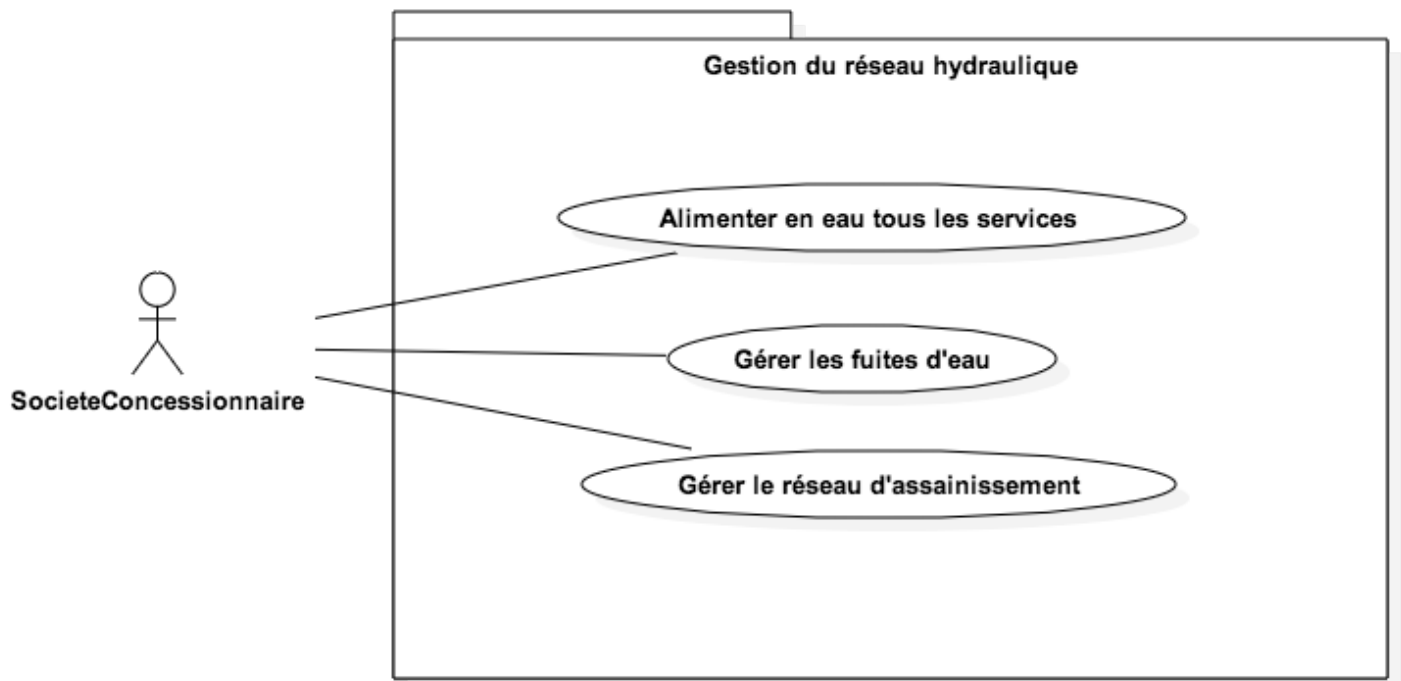 Gestion du réseau hydraulique
Alimenter en eau tous les services
Gérer les fuites d'eau
SocieteConcessionnaire
Gérer le réseau d'assainissement